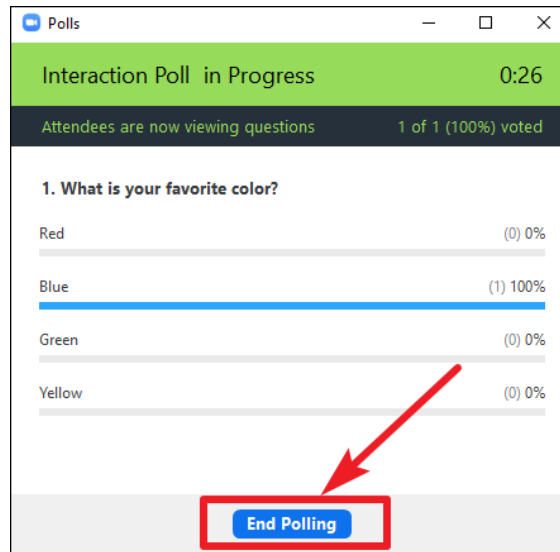 Polls
Interaction Poll in Progress 0:26
Attendees are now viewing questions 1 of 1 (100%) voted
1. What is your favorite color?
Red (0) 0%
Blue (1) 100%
Green (0) 0%
Yellow (0) 0%
End Polling